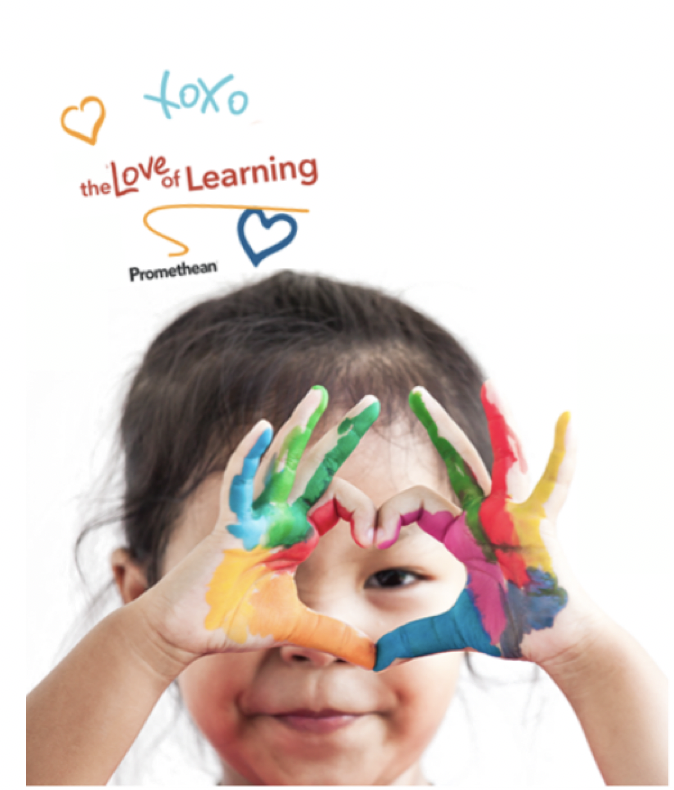 xoxo
the Love of Learning
Promethean